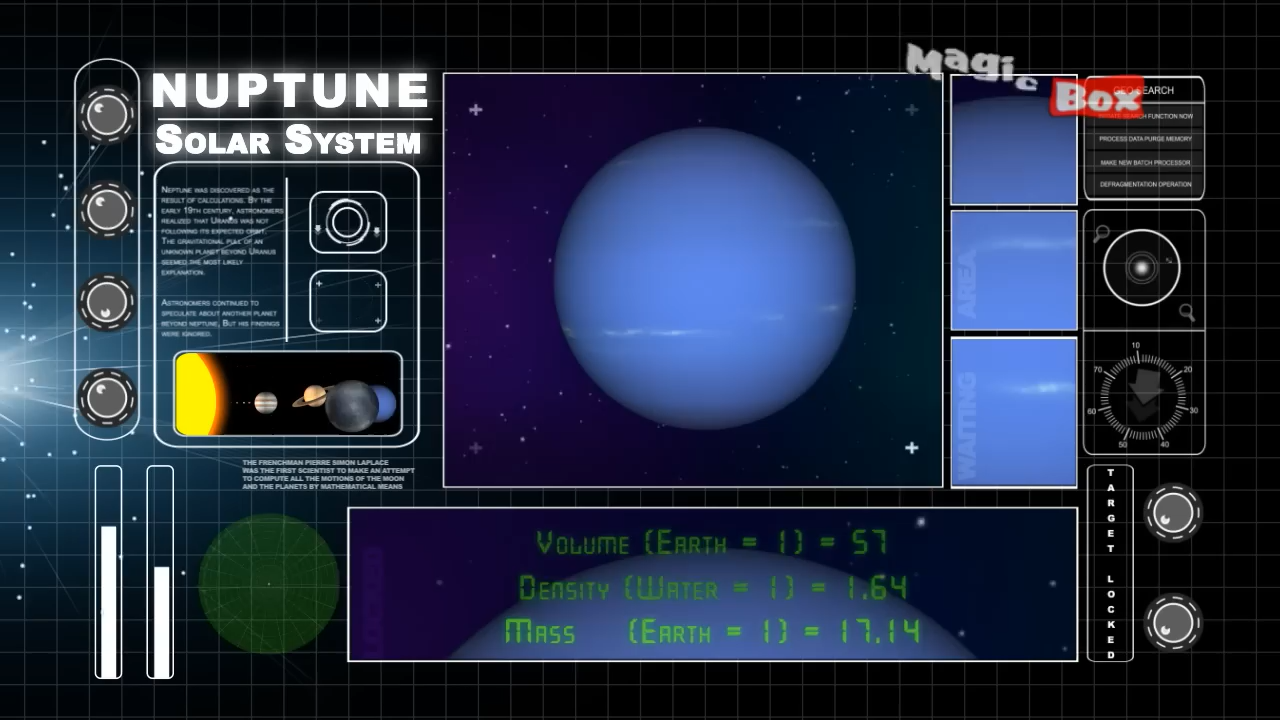 NUPTUNE
SOLAR SYSTEM
NEPTUNE WAS DISCOVERED AS THE
RESULT OF CALCULATIONS. BY THE
EARLY 19TH CENTURY, ASTRONOMERS
REALIZED THAT URANUS WAS NOT
FOLLOWING ITS EXPECTED ORBIT.
THE GRAVITATIONAL PULL OF AN
UNKNOWN PLANET BEYOND URANUS
SEEMED THE MOST LIKELY
EXPLANATION.
ASTRONOMERS CONTINUED TO
SPECULATE ABOUT ANOTHER PLANET
BEYOND NEPTUNE, BUT HIS FINDINGS
WERE IGNORED.
THE FRENCHMAN PIERRE SIMON LAPLACE
WAS THE FIRST SCIENTIST TO MAKE AN ATTEMPT
TO COMPUTE ALL THE MOTIONS OF THE MOON
AND THE PLANETS BY MATHEMATICAL MEANS
Magic
Box
GEO SEARCH
SEARCH FUNCTION NOW
PROCESS DATA PURGE MEMORY
MAKE NEW BATCH PROCESSOR
DEFRAGMENTATION OPERATION
AREA
WAITING
10
20
30
40
50
60
70
VOLUME (EARTH = 1) = 57
DENSITY (WATER = 1) = 1.64
MASS (EARTH = 1) = 17.14
TARGET LOCKED